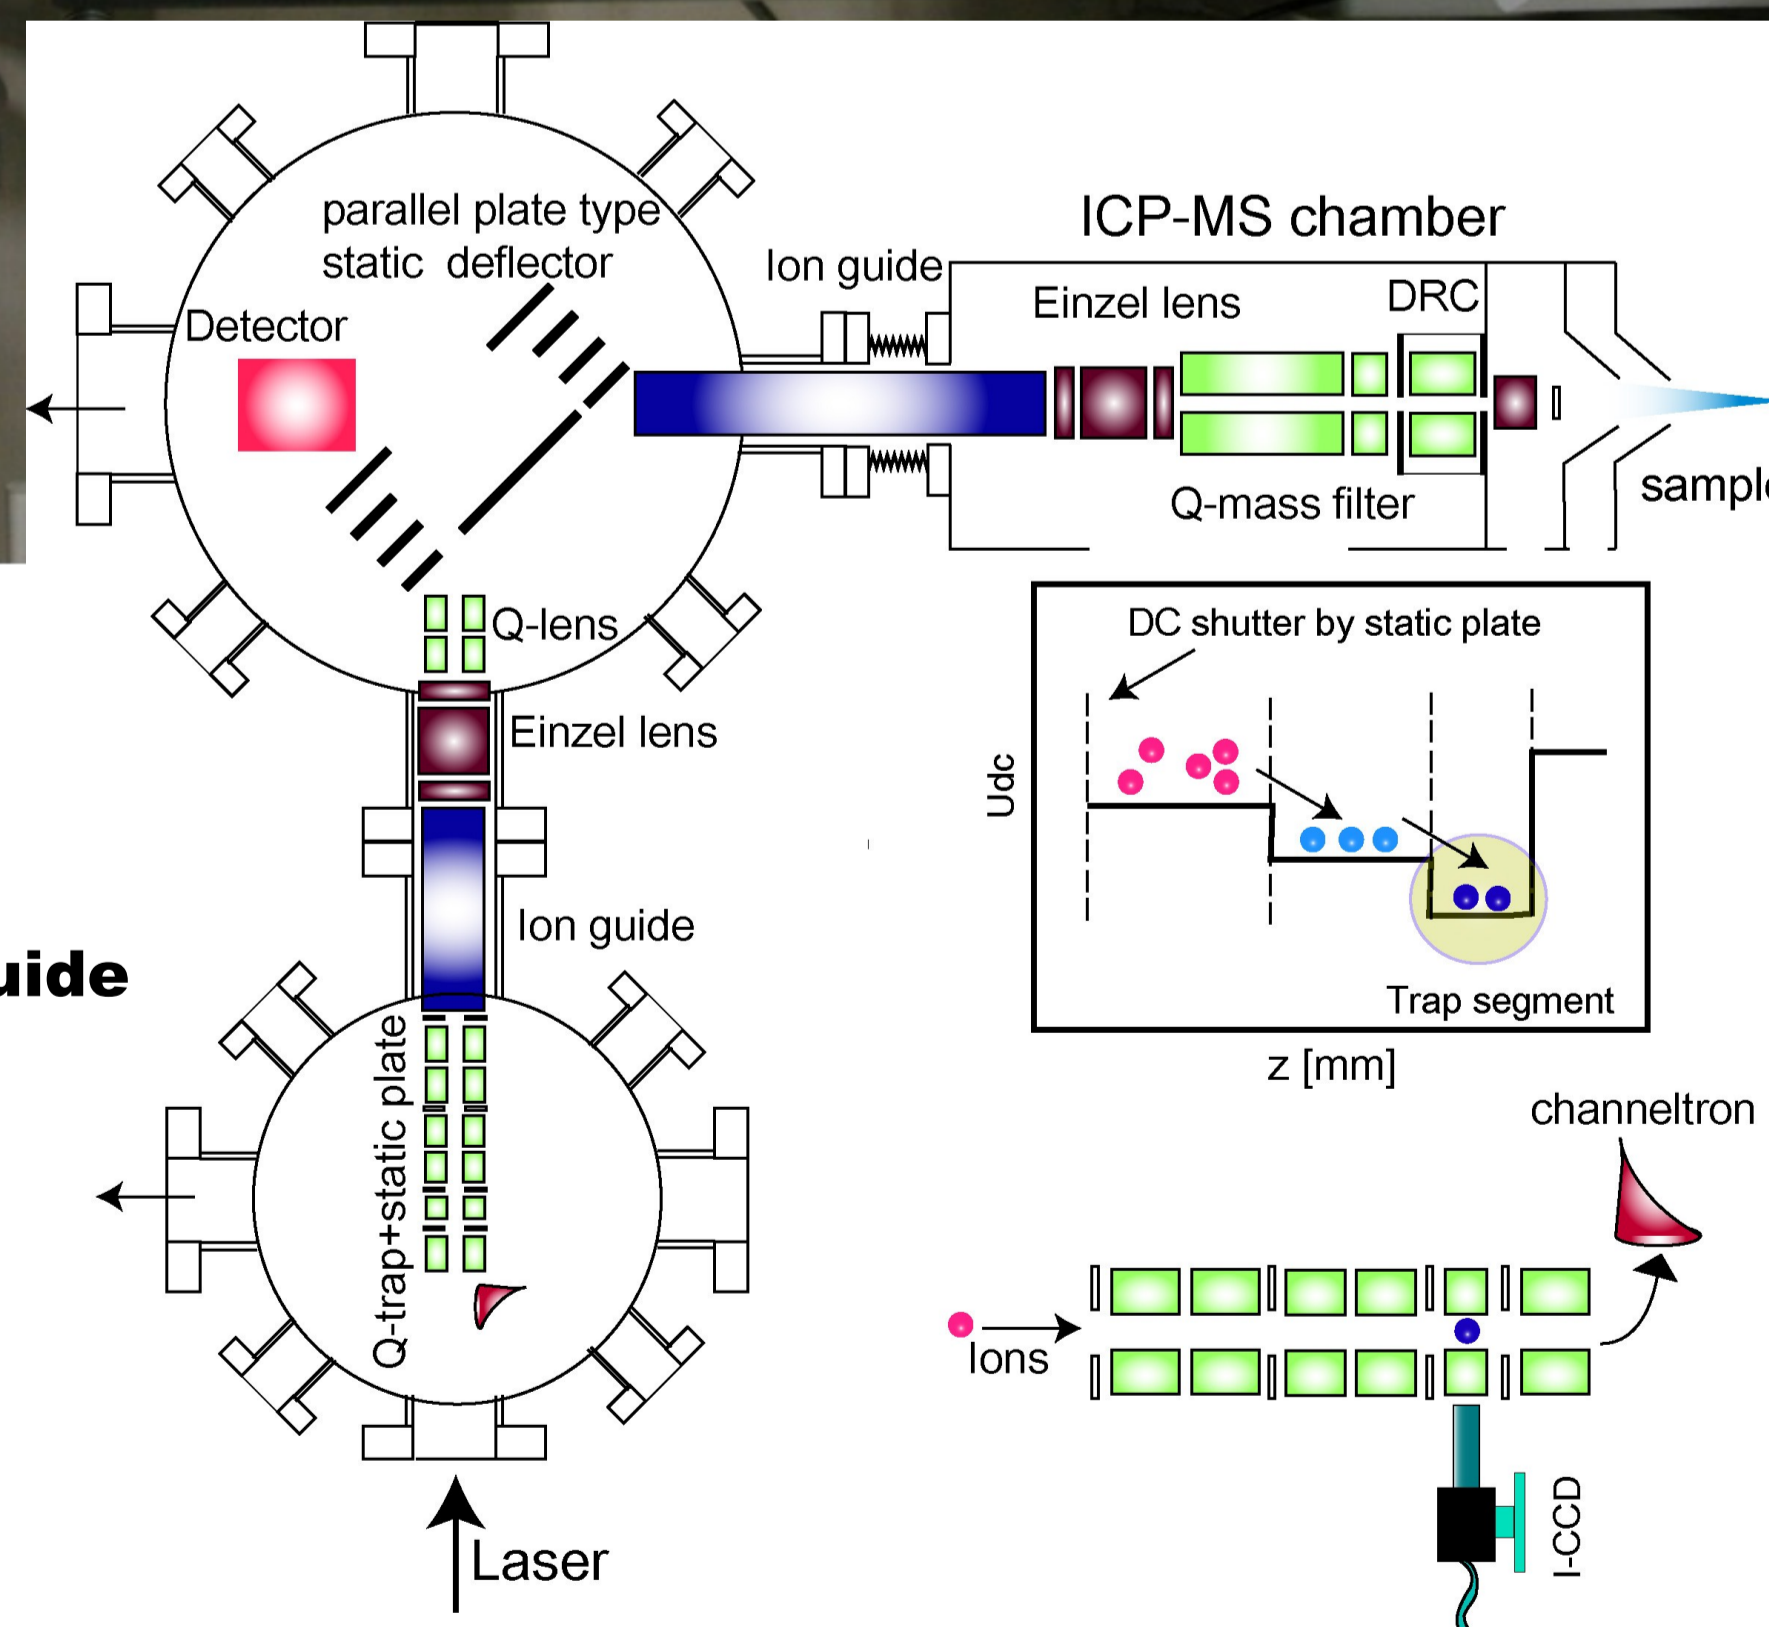 parallel plate type
static deflector
Detector
Ion guide
ICP-MS chamber
Einzel lens
DRC
Q-mass filter
Q-lens
Einzel lens
Ion guide
Q-trap+static plate
Laser
DC shutter by static plate
Udc
Trap segment
z [mm]
channeltron
Ions
I-CCD